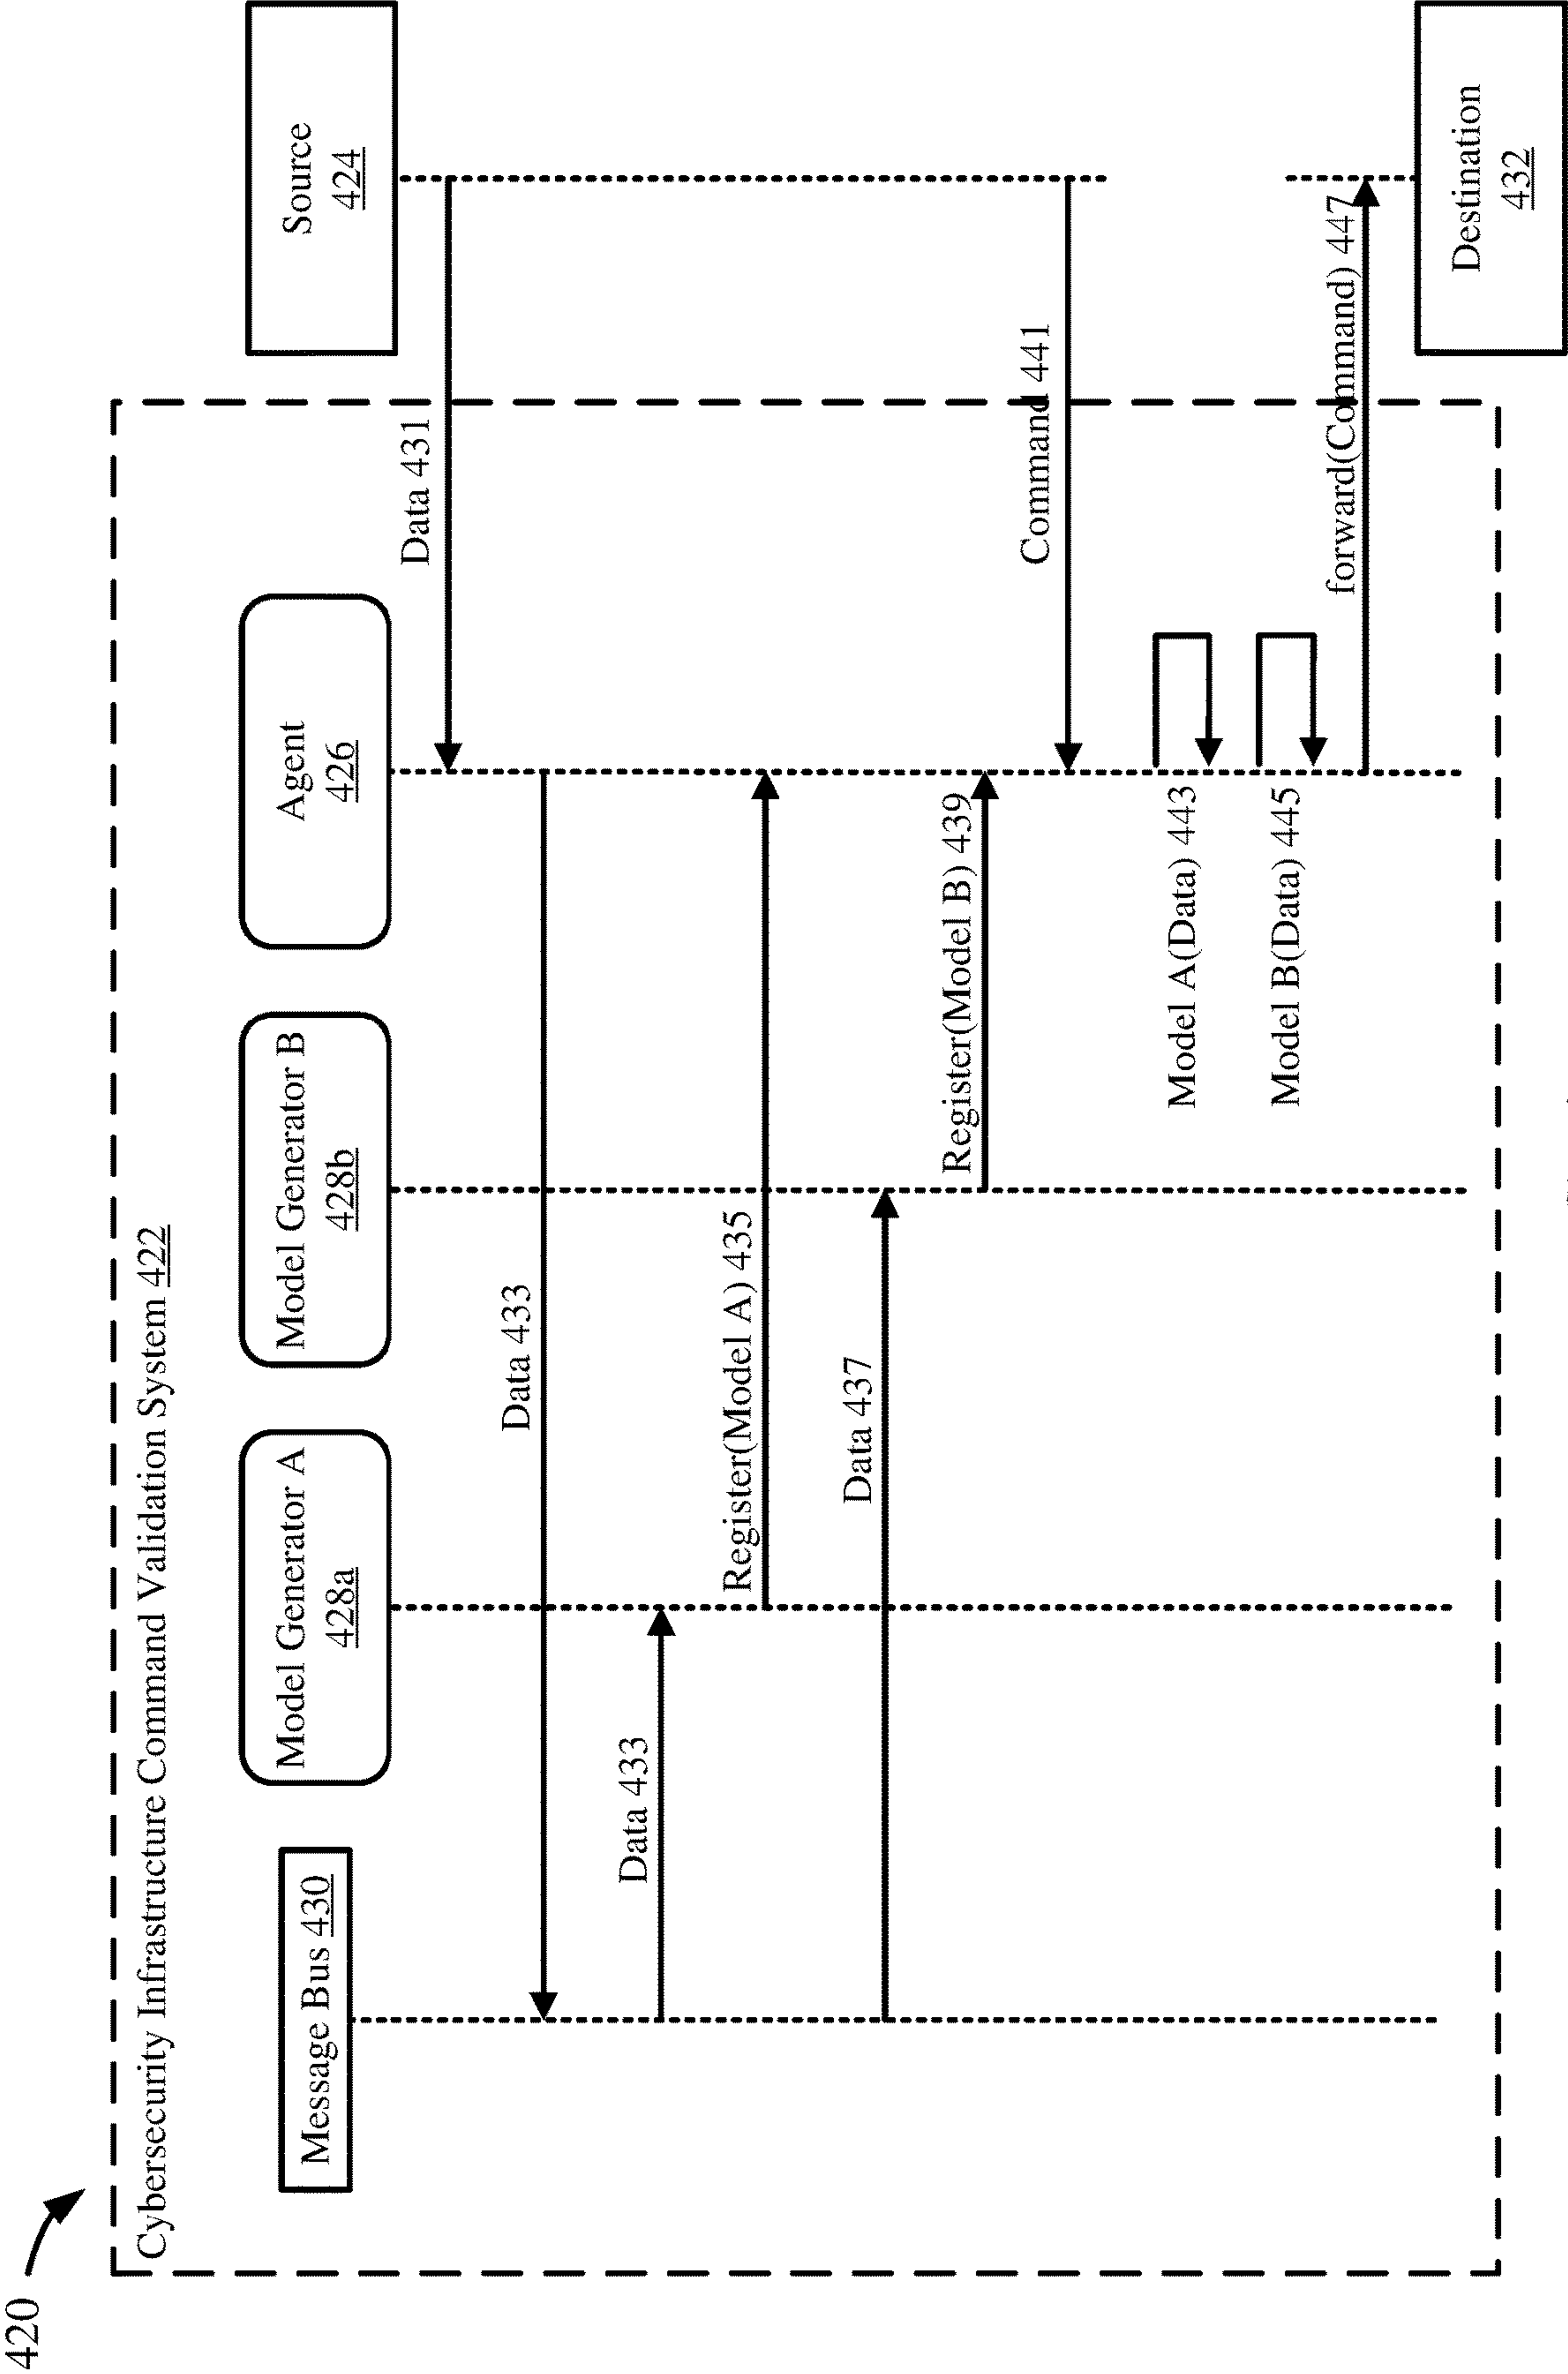 420
Cybersecurity Infrastructure Command Validation System 422
Message Bus 430
Model Generator A
428a
Model Generator B
428b
Agent
426
Source
424
Data 431
Data 433
Data 433
Register(Model A) 435
Data 437
Register(Model B) 439
Command 441
Model A(Data) 443
Model B(Data) 445
forward(Command) 447
Destination
432